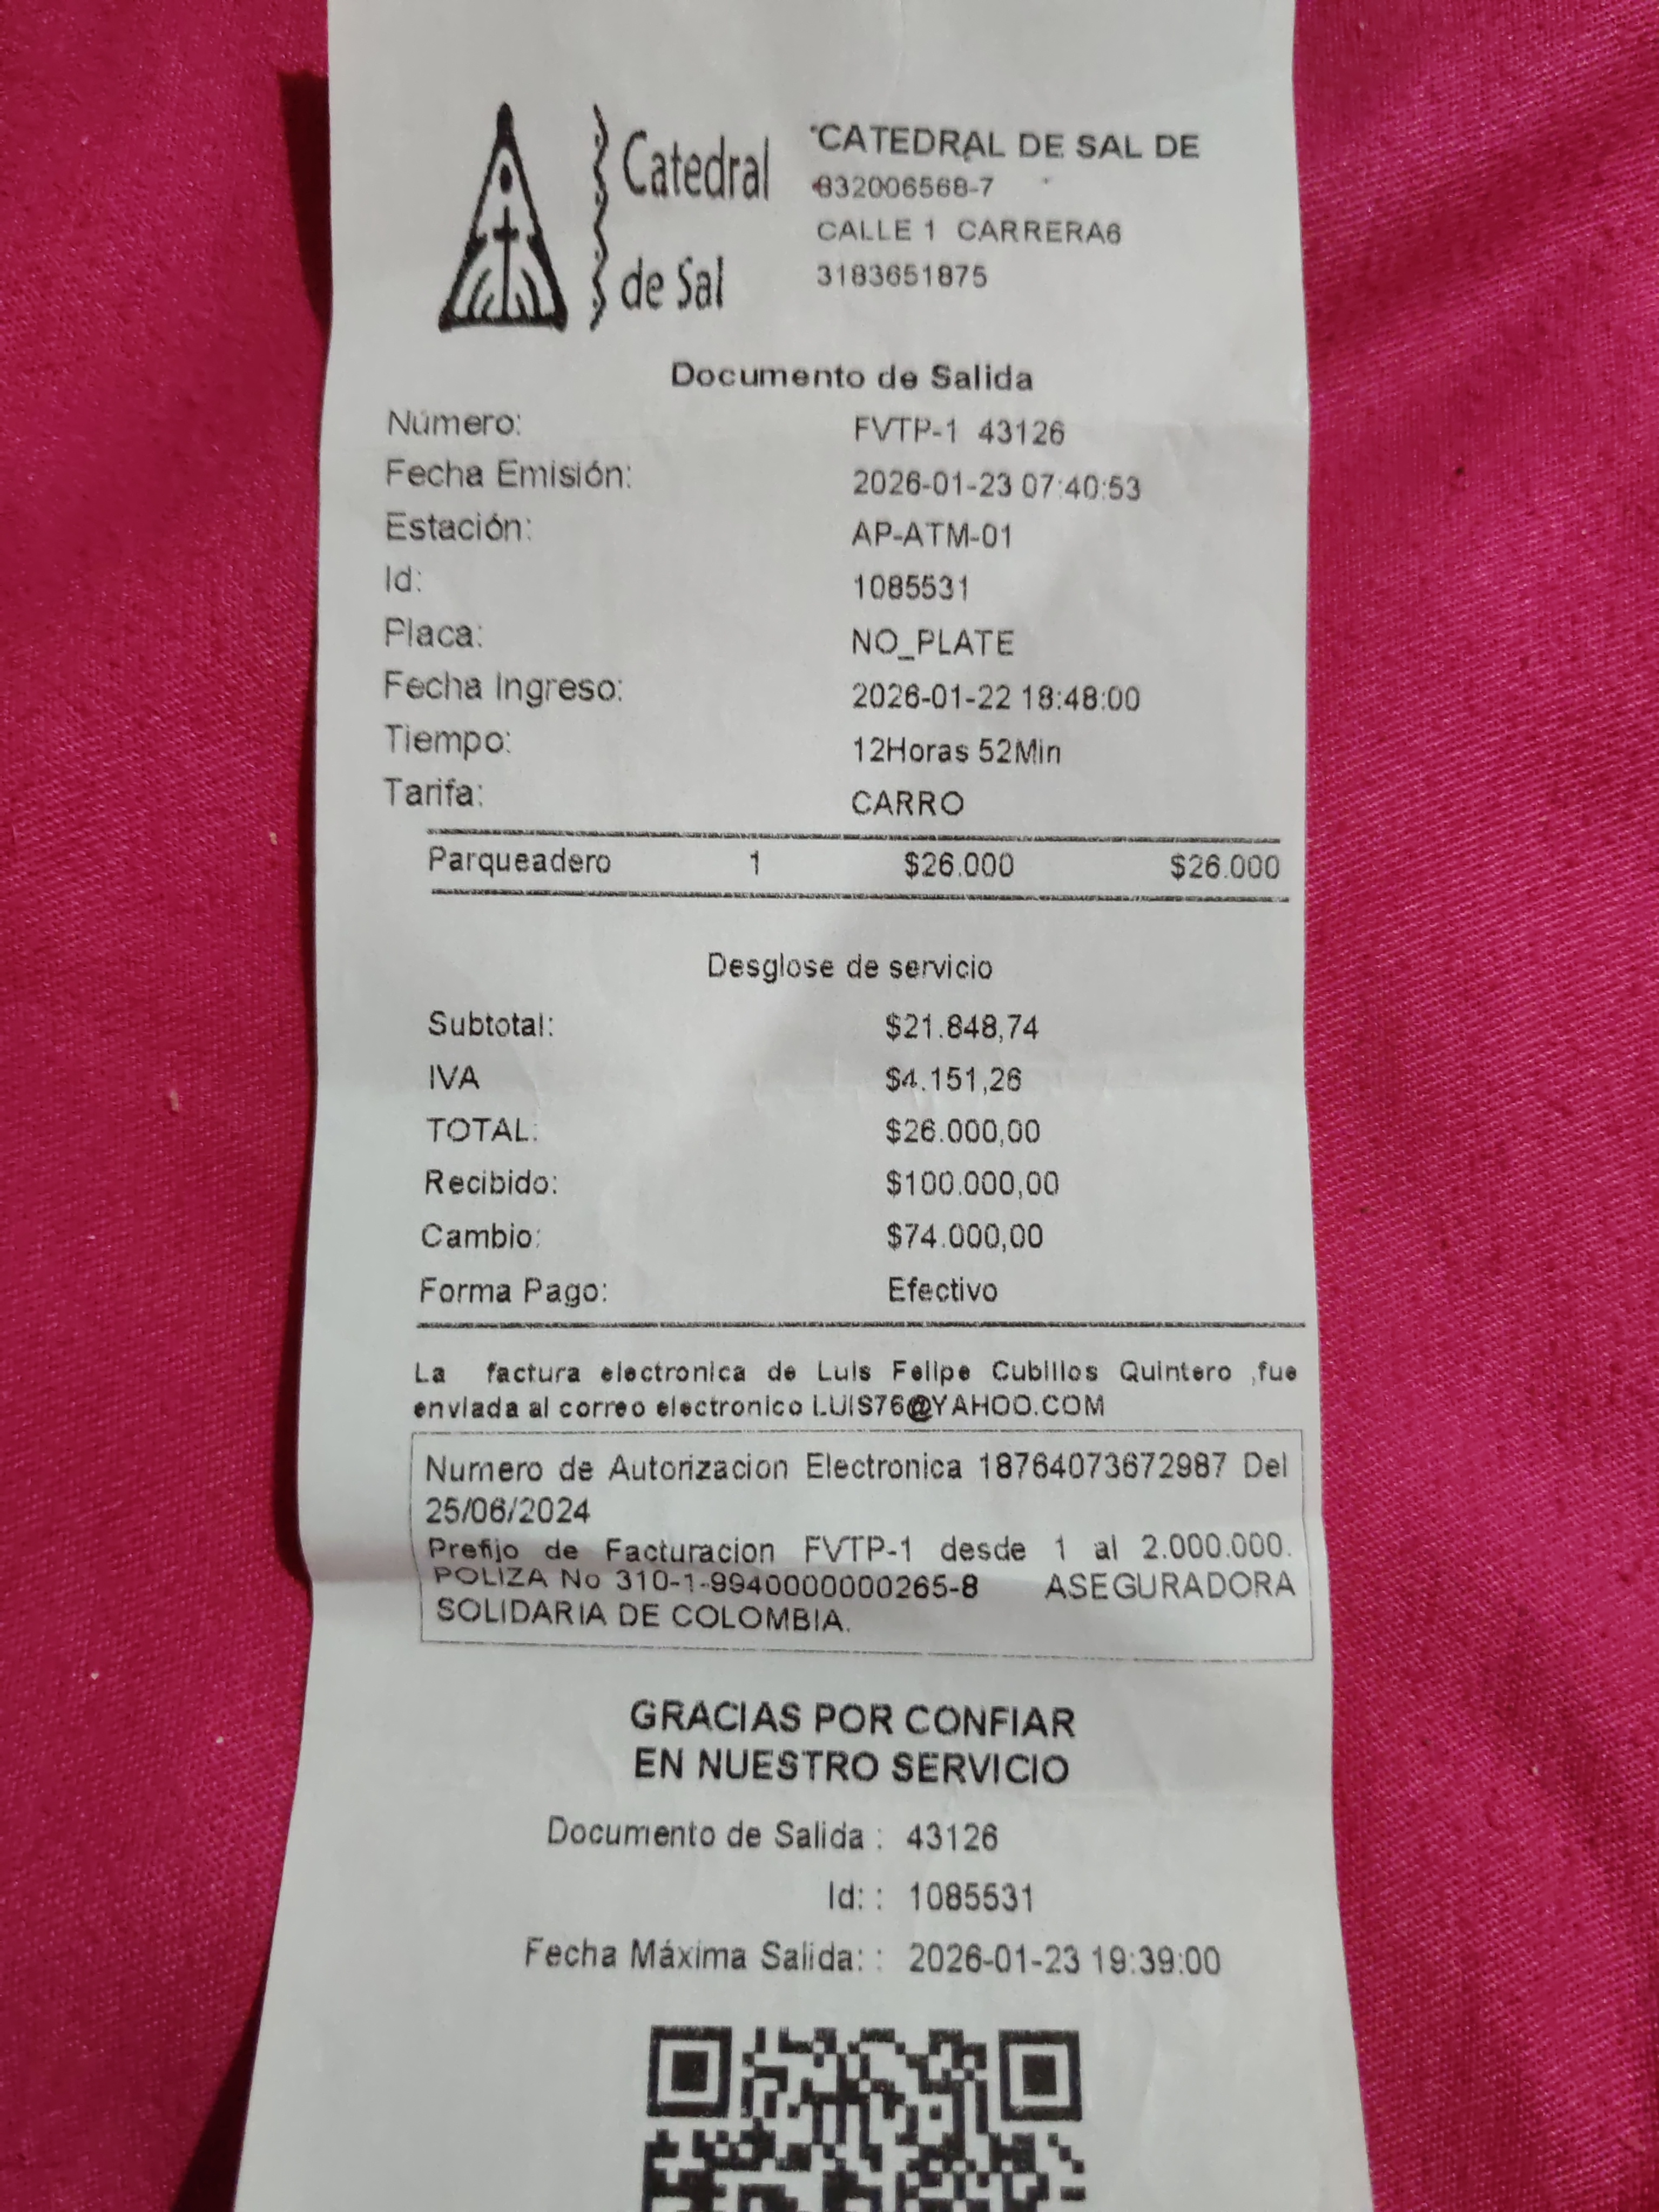 Catedral
de Sal
CATEDRAL DE SAL DE
832006568-7
CALLE 1 CARRERA6
3183651875
Documento de Salida
Número: FVTP-1 43126
Fecha Emisión: 2026-01-23 07:40:53
Estación: AP-ATM-01
Id: 1085531
Placa: NO_PLATE
Fecha Ingreso: 2026-01-22 18:48:00
Tiempo: 12Horas 52Min
Tarifa: CARRO
Parqueadero 1 $26.000 $26.000
Desglose de servicio
Subtotal: $21.848,74
IVA $4.151,26
TOTAL: $26.000,00
Recibido: $100.000,00
Cambio: $74.000,00
Forma Pago: Efectivo
La factura electronica de Luis Felipe Cubillos Quintero ,fue
enviada al correo electronico LUIS76@YAHOO.COM
Numero de Autorizacion Electronica 18764073672987 Del
25/06/2024
Prefijo de Facturacion FVTP-1 desde 1 al 2.000.000.
POLIZA No 310-1-9940000000265-8 ASEGURADORA
SOLIDARIA DE COLOMBIA.
GRACIAS POR CONFIAR
EN NUESTRO SERVICIO
Documento de Salida : 43126
Id: : 1085531
Fecha Máxima Salida: : 2026-01-23 19:39:00